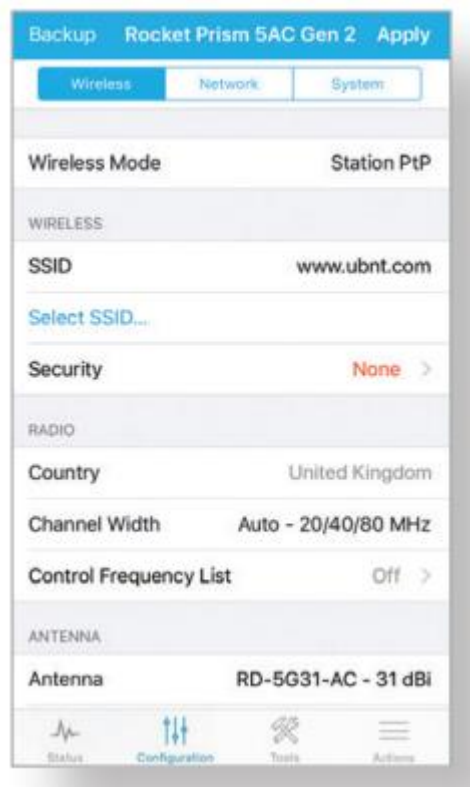 Backup Rocket Prism 5AC Gen 2 Apply
Wireless Network System
Wireless Mode Station PtP
WIRELESS
SSID www.ubnt.com
Select SSID...
Security None >
RADIO
Country United Kingdom
Channel Width Auto - 20/40/80 MHz
Control Frequency List Off >
ANTENNA
Antenna RD-5G31-AC - 31 dBi
Status Configuration Tools Actions